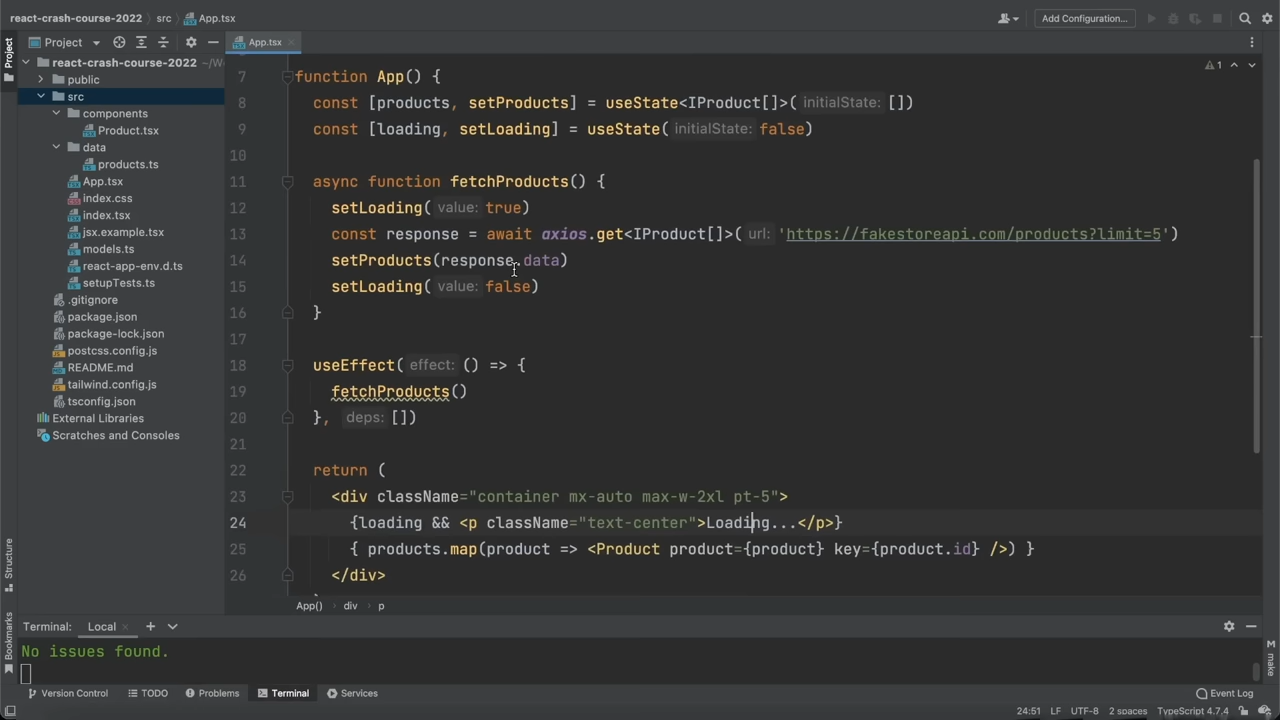 react-crash-course-2022 src App.tsx Add Configuration...
Project App.tsx
Project
react-crash-course-2022 ~/W
public
src
components
Product.tsx
data
products.ts
App.tsx
index.css
index.tsx
jsx.example.tsx
models.ts
react-app-env.d.ts
setupTests.ts
.gitignore
package.json
package-lock.json
postcss.config.js
README.md
tailwind.config.js
tsconfig.json
External Libraries
Scratches and Consoles
Structure
Bookmarks
1
7 function App() {
8 const [products, setProducts] = useState<IProduct[]>( initialState: [])
9 const [loading, setLoading] = useState( initialState: false)
10
11 async function fetchProducts() {
12 setLoading( value: true)
13 const response = await axios.get<IProduct[]>( url: 'https://fakestoreapi.com/products?limit=5')
14 setProducts(response.data)
15 setLoading( value: false)
16 }
17
18 useEffect( effect: () => {
19 fetchProducts()
20 }, deps: [])
21
22 return (
23 <div className="container mx-auto max-w-2xl pt-5">
24 {loading && <p className="text-center">Loading...</p>}
25 { products.map(product => <Product product={product} key={product.id} />) }
26 </div>
App() div p
Terminal: Local
No issues found.
make
Version Control TODO Problems Terminal Services Event Log
24:51 LF UTF-8 2 spaces TypeScript 4.7.4